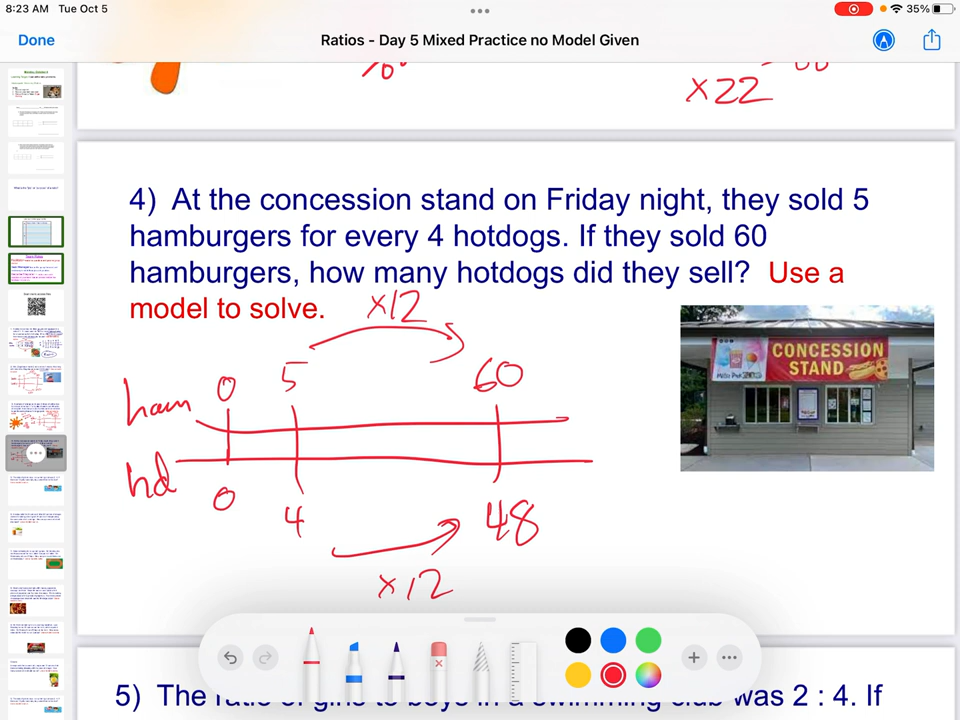 8:23 AM Tue Oct 5
35%
Done
Ratios - Day 5 Mixed Practice no Model Given
x22
4) At the concession stand on Friday night, they sold 5
hamburgers for every 4 hotdogs. If they sold 60
hamburgers, how many hotdogs did they sell? Use a
model to solve.
x12
ham 0 5 60
hd 0 4 48
x12
CONCESSION
STAND
5) The ratio of girls to boys in a swimming club was 2 : 4. If